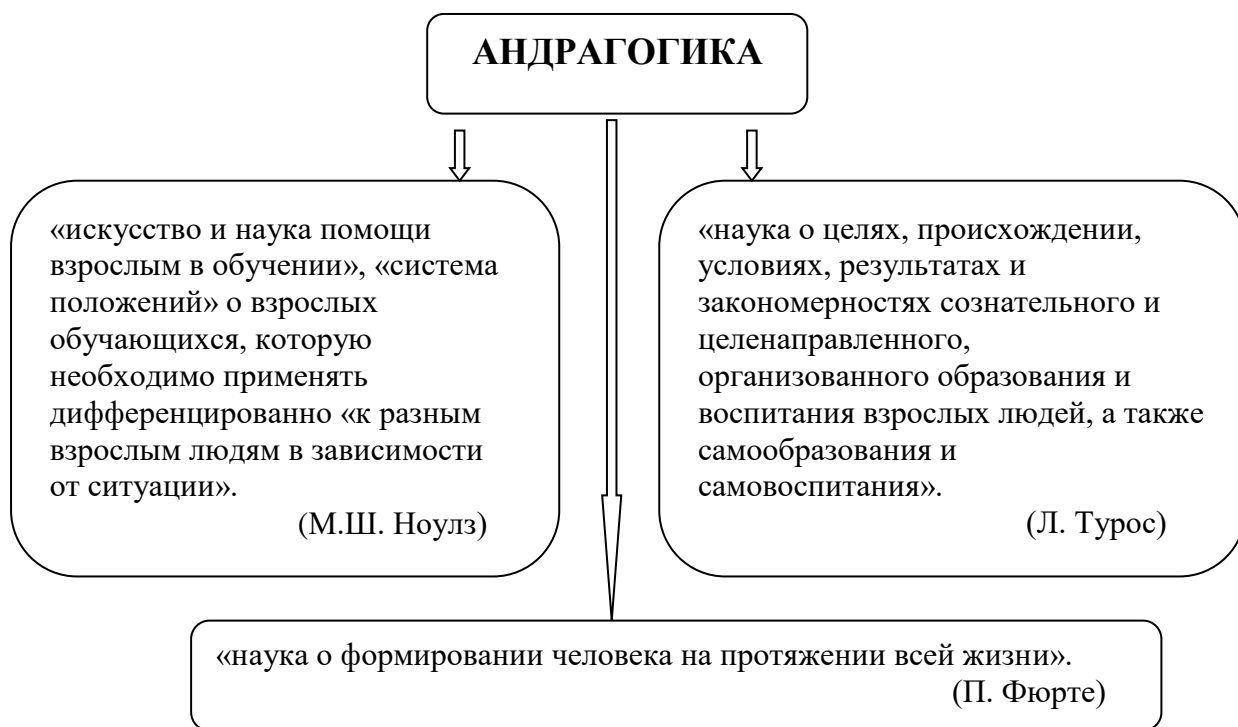 АНДРАГОГИКА
«искусство и наука помощи
взрослым в обучении», «система
положений» о взрослых
обучающихся, которую
необходимо применять
дифференцированно «к разным
взрослым людям в зависимости
от ситуации».
(М.Ш. Ноулз)
«наука о целях, происхождении,
условиях, результатах и
закономерностях сознательного и
целенаправленного,
организованного образования и
воспитания взрослых людей, а также
самообразования и
самовоспитания».
(Л. Турос)
«наука о формировании человека на протяжении всей жизни».
(П. Фюрте)